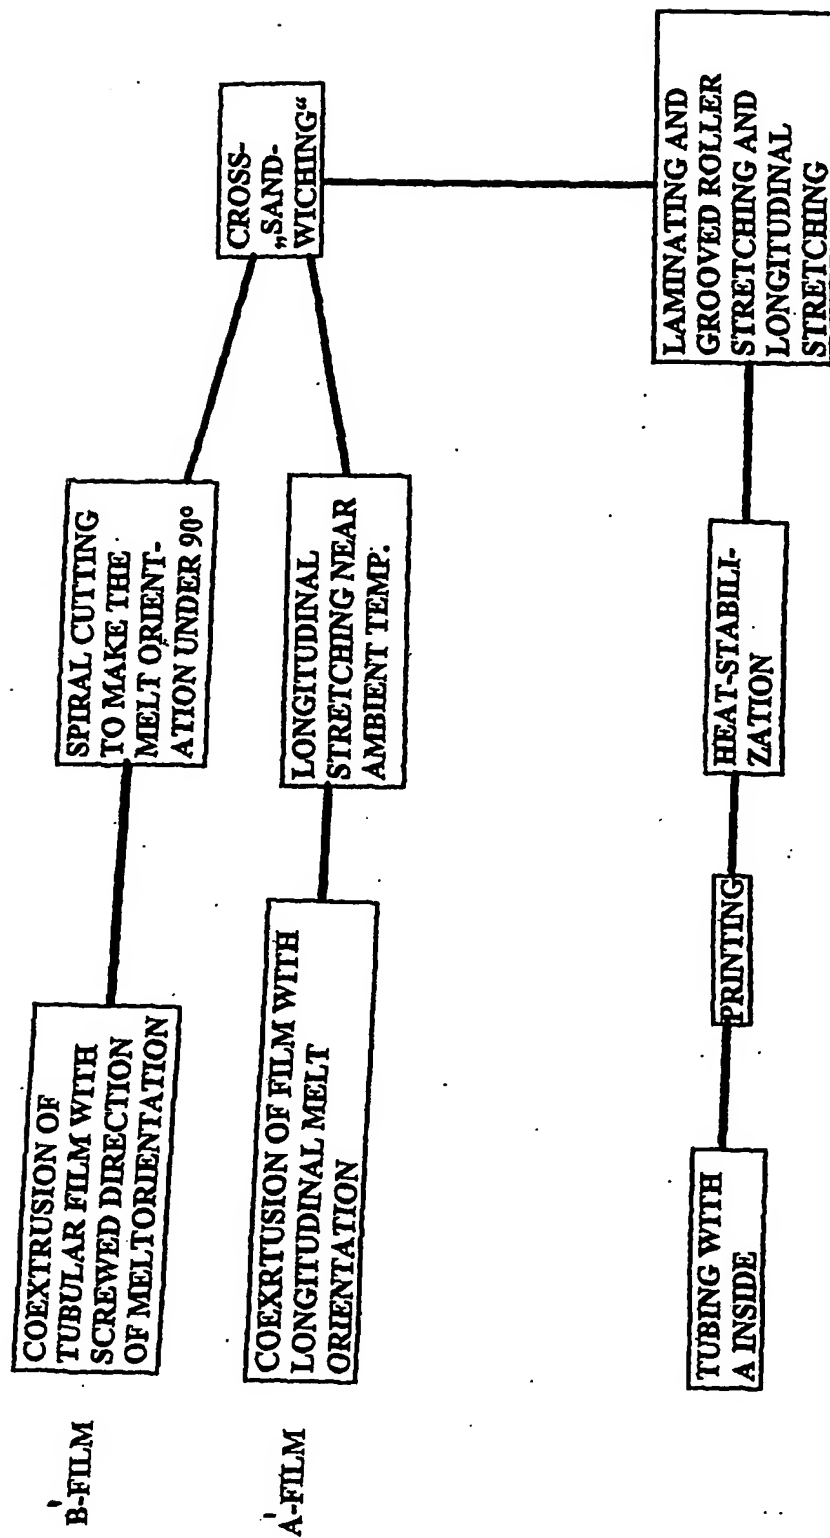 B-FILM
COEXTRUSION OF
TUBULAR FILM WITH
SCREWED DIRECTION
OF MELTORIENTATION
SPIRAL CUTTING
TO MAKE THE
MELT ORIENT-
ATION UNDER 90°
A-FILM
COEXRTUSION OF FILM WITH
LONGITUDINAL MELT
ORIENTATION
LONGITUDINAL
STRETCHING NEAR
AMBIENT TEMP.
CROSS-
„SAND-
WICHING“
LAMINATING AND
GROOVED ROLLER
STRETCHING AND
LONGITUDINAL
STRETCHING
HEAT-STABILI-
ZATION
PRINTING
TUBING WITH
A INSIDE